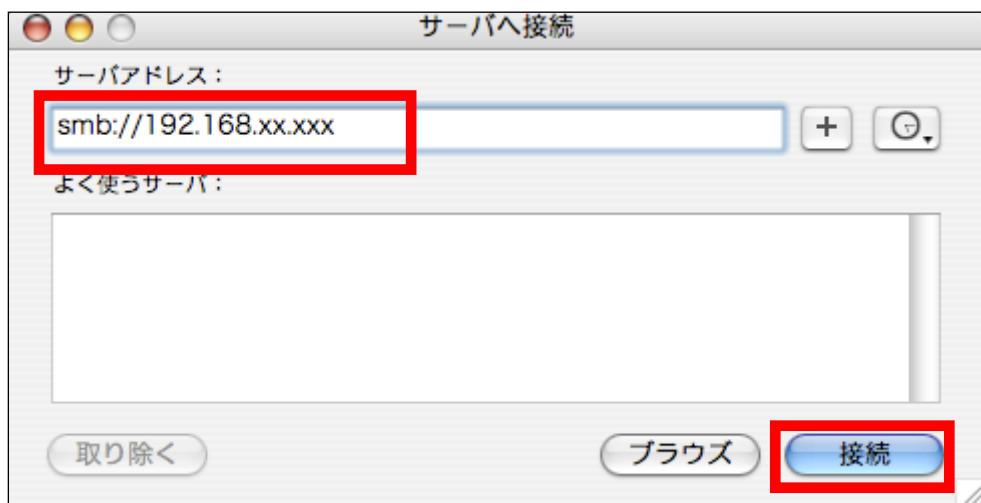 サーバへ接続
サーバアドレス：
smb://192.168.xx.xxx
よく使うサーバ：
取り除く ブラウズ 接続